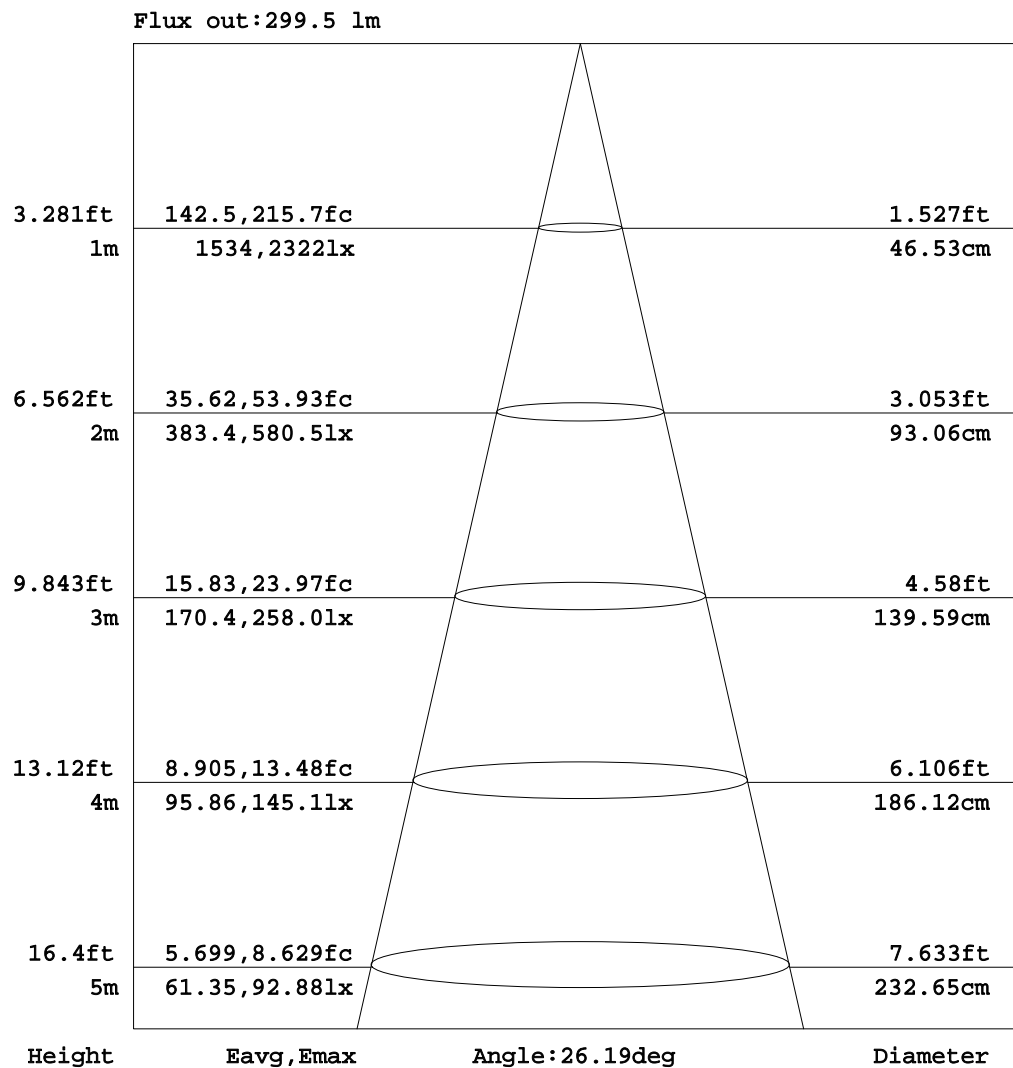 Flux out:299.5 lm
3.281ft 142.5,215.7fc 1.527ft
1m 1534,2322lx 46.53cm
6.562ft 35.62,53.93fc 3.053ft
2m 383.4,580.5lx 93.06cm
9.843ft 15.83,23.97fc 4.58ft
3m 170.4,258.0lx 139.59cm
13.12ft 8.905,13.48fc 6.106ft
4m 95.86,145.1lx 186.12cm
16.4ft 5.699,8.629fc 7.633ft
5m 61.35,92.88lx 232.65cm
Height Eavg,Emax Angle:26.19deg Diameter